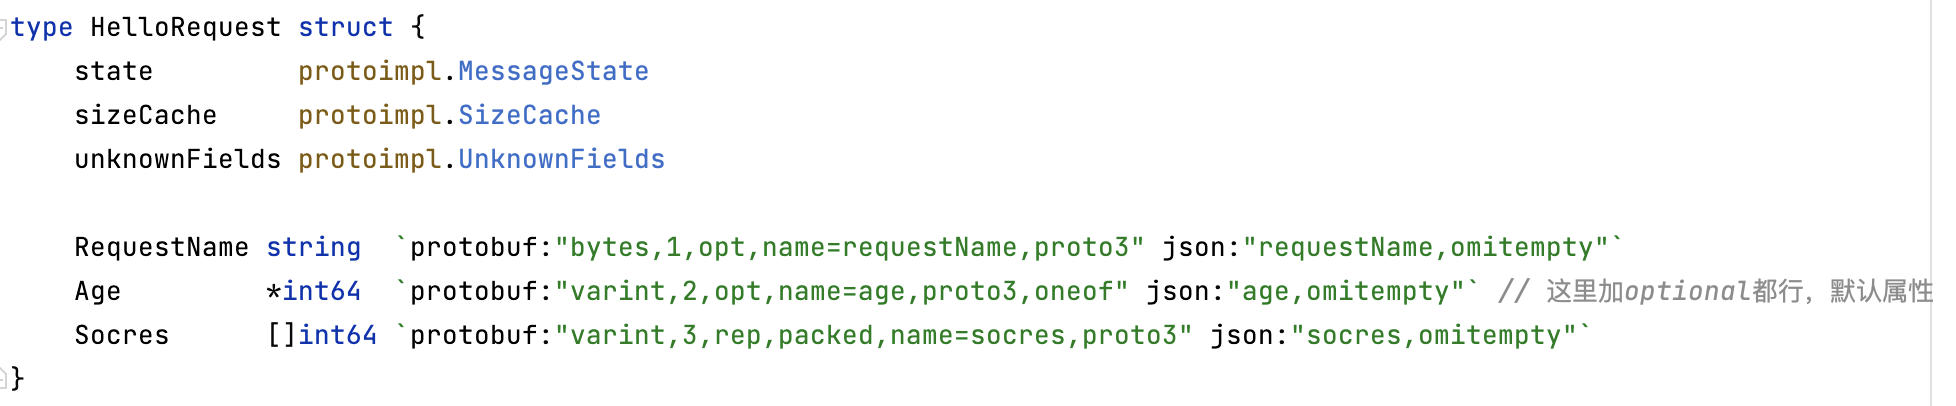 type HelloRequest struct {
    state         protoimpl.MessageState
    sizeCache     protoimpl.SizeCache
    unknownFields protoimpl.UnknownFields

    RequestName string  `protobuf:"bytes,1,opt,name=requestName,proto3" json:"requestName,omitempty"`
    Age         *int64  `protobuf:"varint,2,opt,name=age,proto3,oneof" json:"age,omitempty"` // 这里加optional都行，默认属性
    Socres      []int64 `protobuf:"varint,3,rep,packed,name=socres,proto3" json:"socres,omitempty"`
}